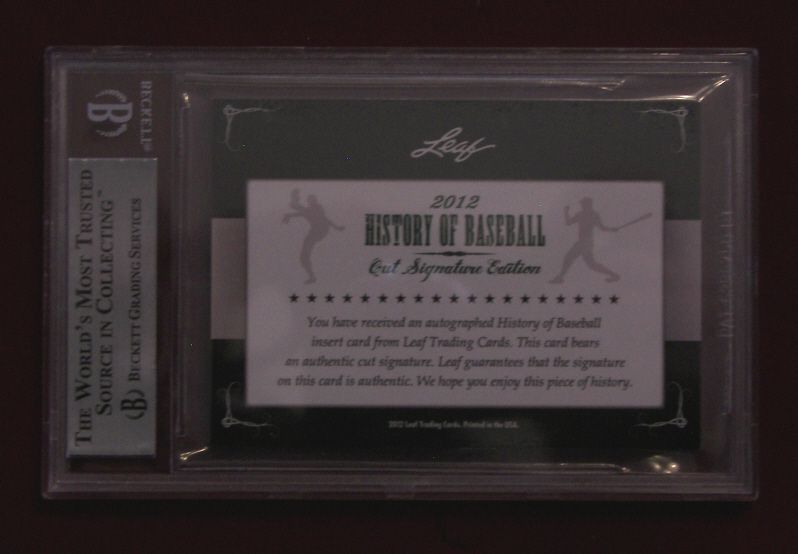 BECKETT®
B
THE WORLD'S MOST TRUSTED
SOURCE IN COLLECTING™
B BECKETT GRADING SERVICES
Leaf
2012
HISTORY OF BASEBALL
Cut Signature Edition
You have received an autographed History of Baseball
insert card from Leaf Trading Cards. This card bears
an authentic cut signature. Leaf guarantees that the signature
on this card is authentic. We hope you enjoy this piece of history.
2012 Leaf Trading Cards. Printed in the USA.